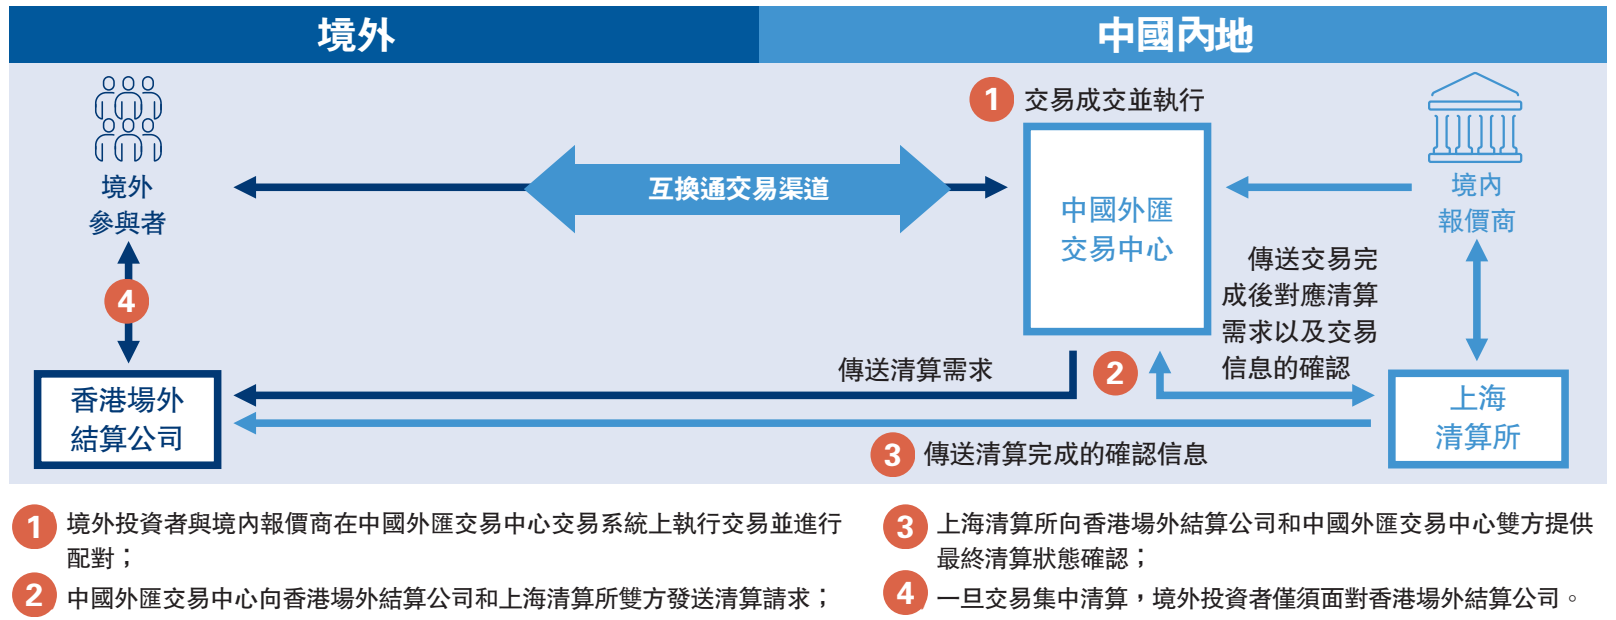 境外
中國內地
1 交易成交並執行
境外
參與者
互換通交易渠道
中國外匯
交易中心
境內
報價商
傳送交易完
成後對應清算
需求以及交易
信息的確認
4
傳送清算需求
2
香港場外
結算公司
上海
清算所
3 傳送清算完成的確認信息
1 境外投資者與境內報價商在中國外匯交易中心交易系統上執行交易並進行
配對；
2 中國外匯交易中心向香港場外結算公司和上海清算所雙方發送清算請求；
3 上海清算所向香港場外結算公司和中國外匯交易中心雙方提供
最終清算狀態確認；
4 一旦交易集中清算，境外投資者僅須面對香港場外結算公司。